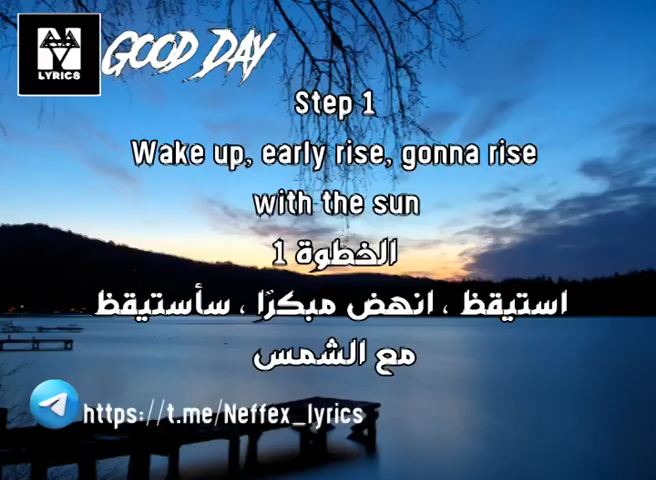 LYRICS
GOOD DAY
Step 1
Wake up, early rise, gonna rise
with the sun
الخطوة 1
استيقظ ، انهض مبكرًا ، سأستيقظ
مع الشمس
https://t.me/Neffex_lyrics